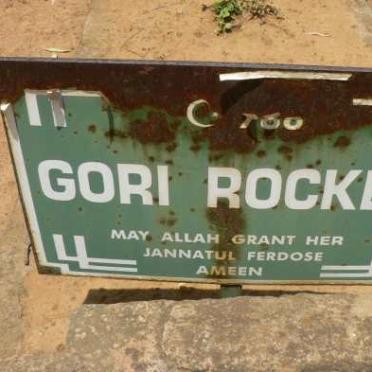 786
GORI ROCKE
MAY ALLAH GRANT HER
JANNATUL FERDOSE
AMEEN